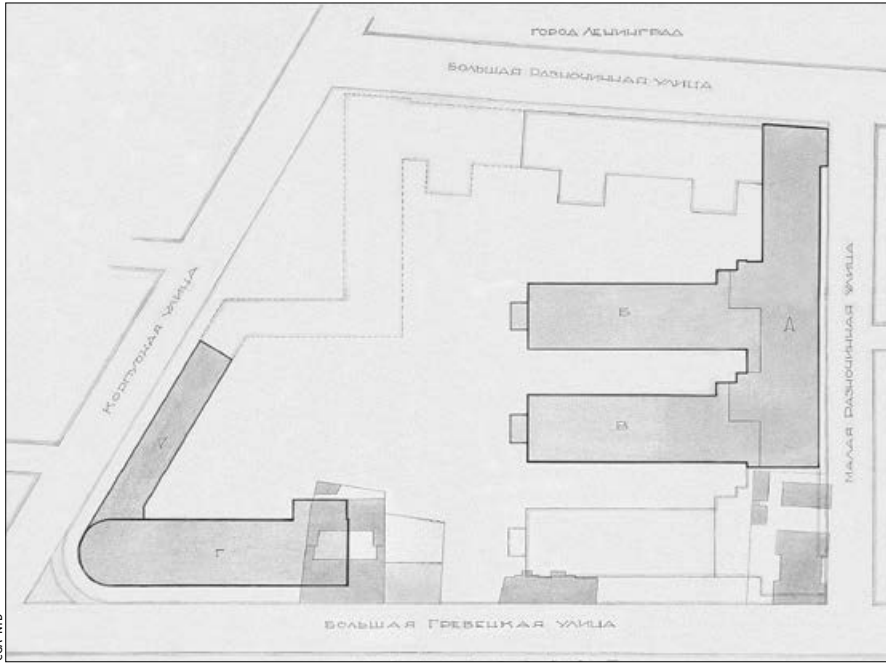 ГОРОД ЛЕНИНГРАД
БОЛЬШАЯ РАЗНОЧИННАЯ УЛИЦА
КОРПУСНАЯ УЛИЦА
МАЛАЯ РАЗНОЧИННАЯ УЛИЦА
Б
А
В
Г
БОЛЬШАЯ ГРЕБЕЦКАЯ УЛИЦА